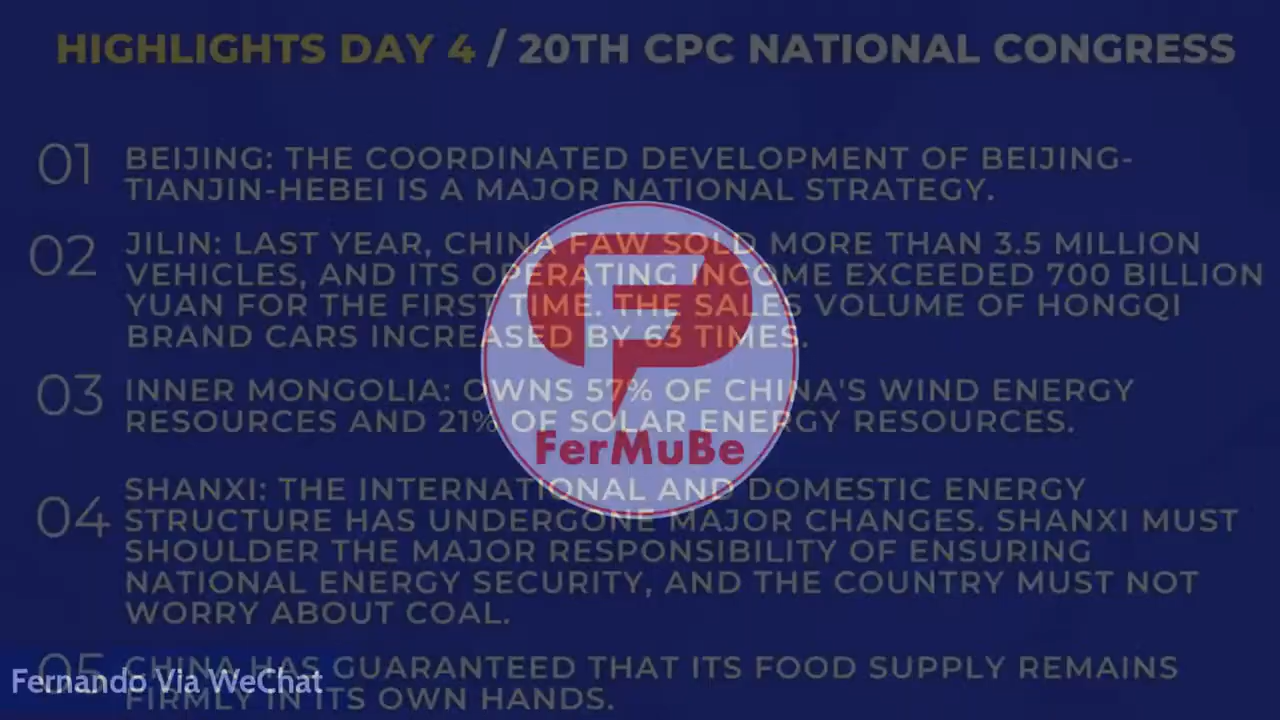 HIGHLIGHTS DAY 4 / 20TH CPC NATIONAL CONGRESS
01 BEIJING: THE COORDINATED DEVELOPMENT OF BEIJING-
TIANJIN-HEBEI IS A MAJOR NATIONAL STRATEGY.
02 JILIN: LAST YEAR, CHINA FAW SOLD MORE THAN 3.5 MILLION
VEHICLES, AND ITS OPERATING INCOME EXCEEDED 700 BILLION
YUAN FOR THE FIRST TIME. THE SALES VOLUME OF HONGQI
BRAND CARS INCREASED BY 63 TIMES.
03 INNER MONGOLIA: OWNS 57% OF CHINA'S WIND ENERGY
RESOURCES AND 21% OF SOLAR ENERGY RESOURCES.
FerMuBe
04 SHANXI: THE INTERNATIONAL AND DOMESTIC ENERGY
STRUCTURE HAS UNDERGONE MAJOR CHANGES. SHANXI MUST
SHOULDER THE MAJOR RESPONSIBILITY OF ENSURING
NATIONAL ENERGY SECURITY, AND THE COUNTRY MUST NOT
WORRY ABOUT COAL.
05 CHINA HAS GUARANTEED THAT ITS FOOD SUPPLY REMAINS
FIRMLY IN ITS OWN HANDS.
Fernando Via WeChat